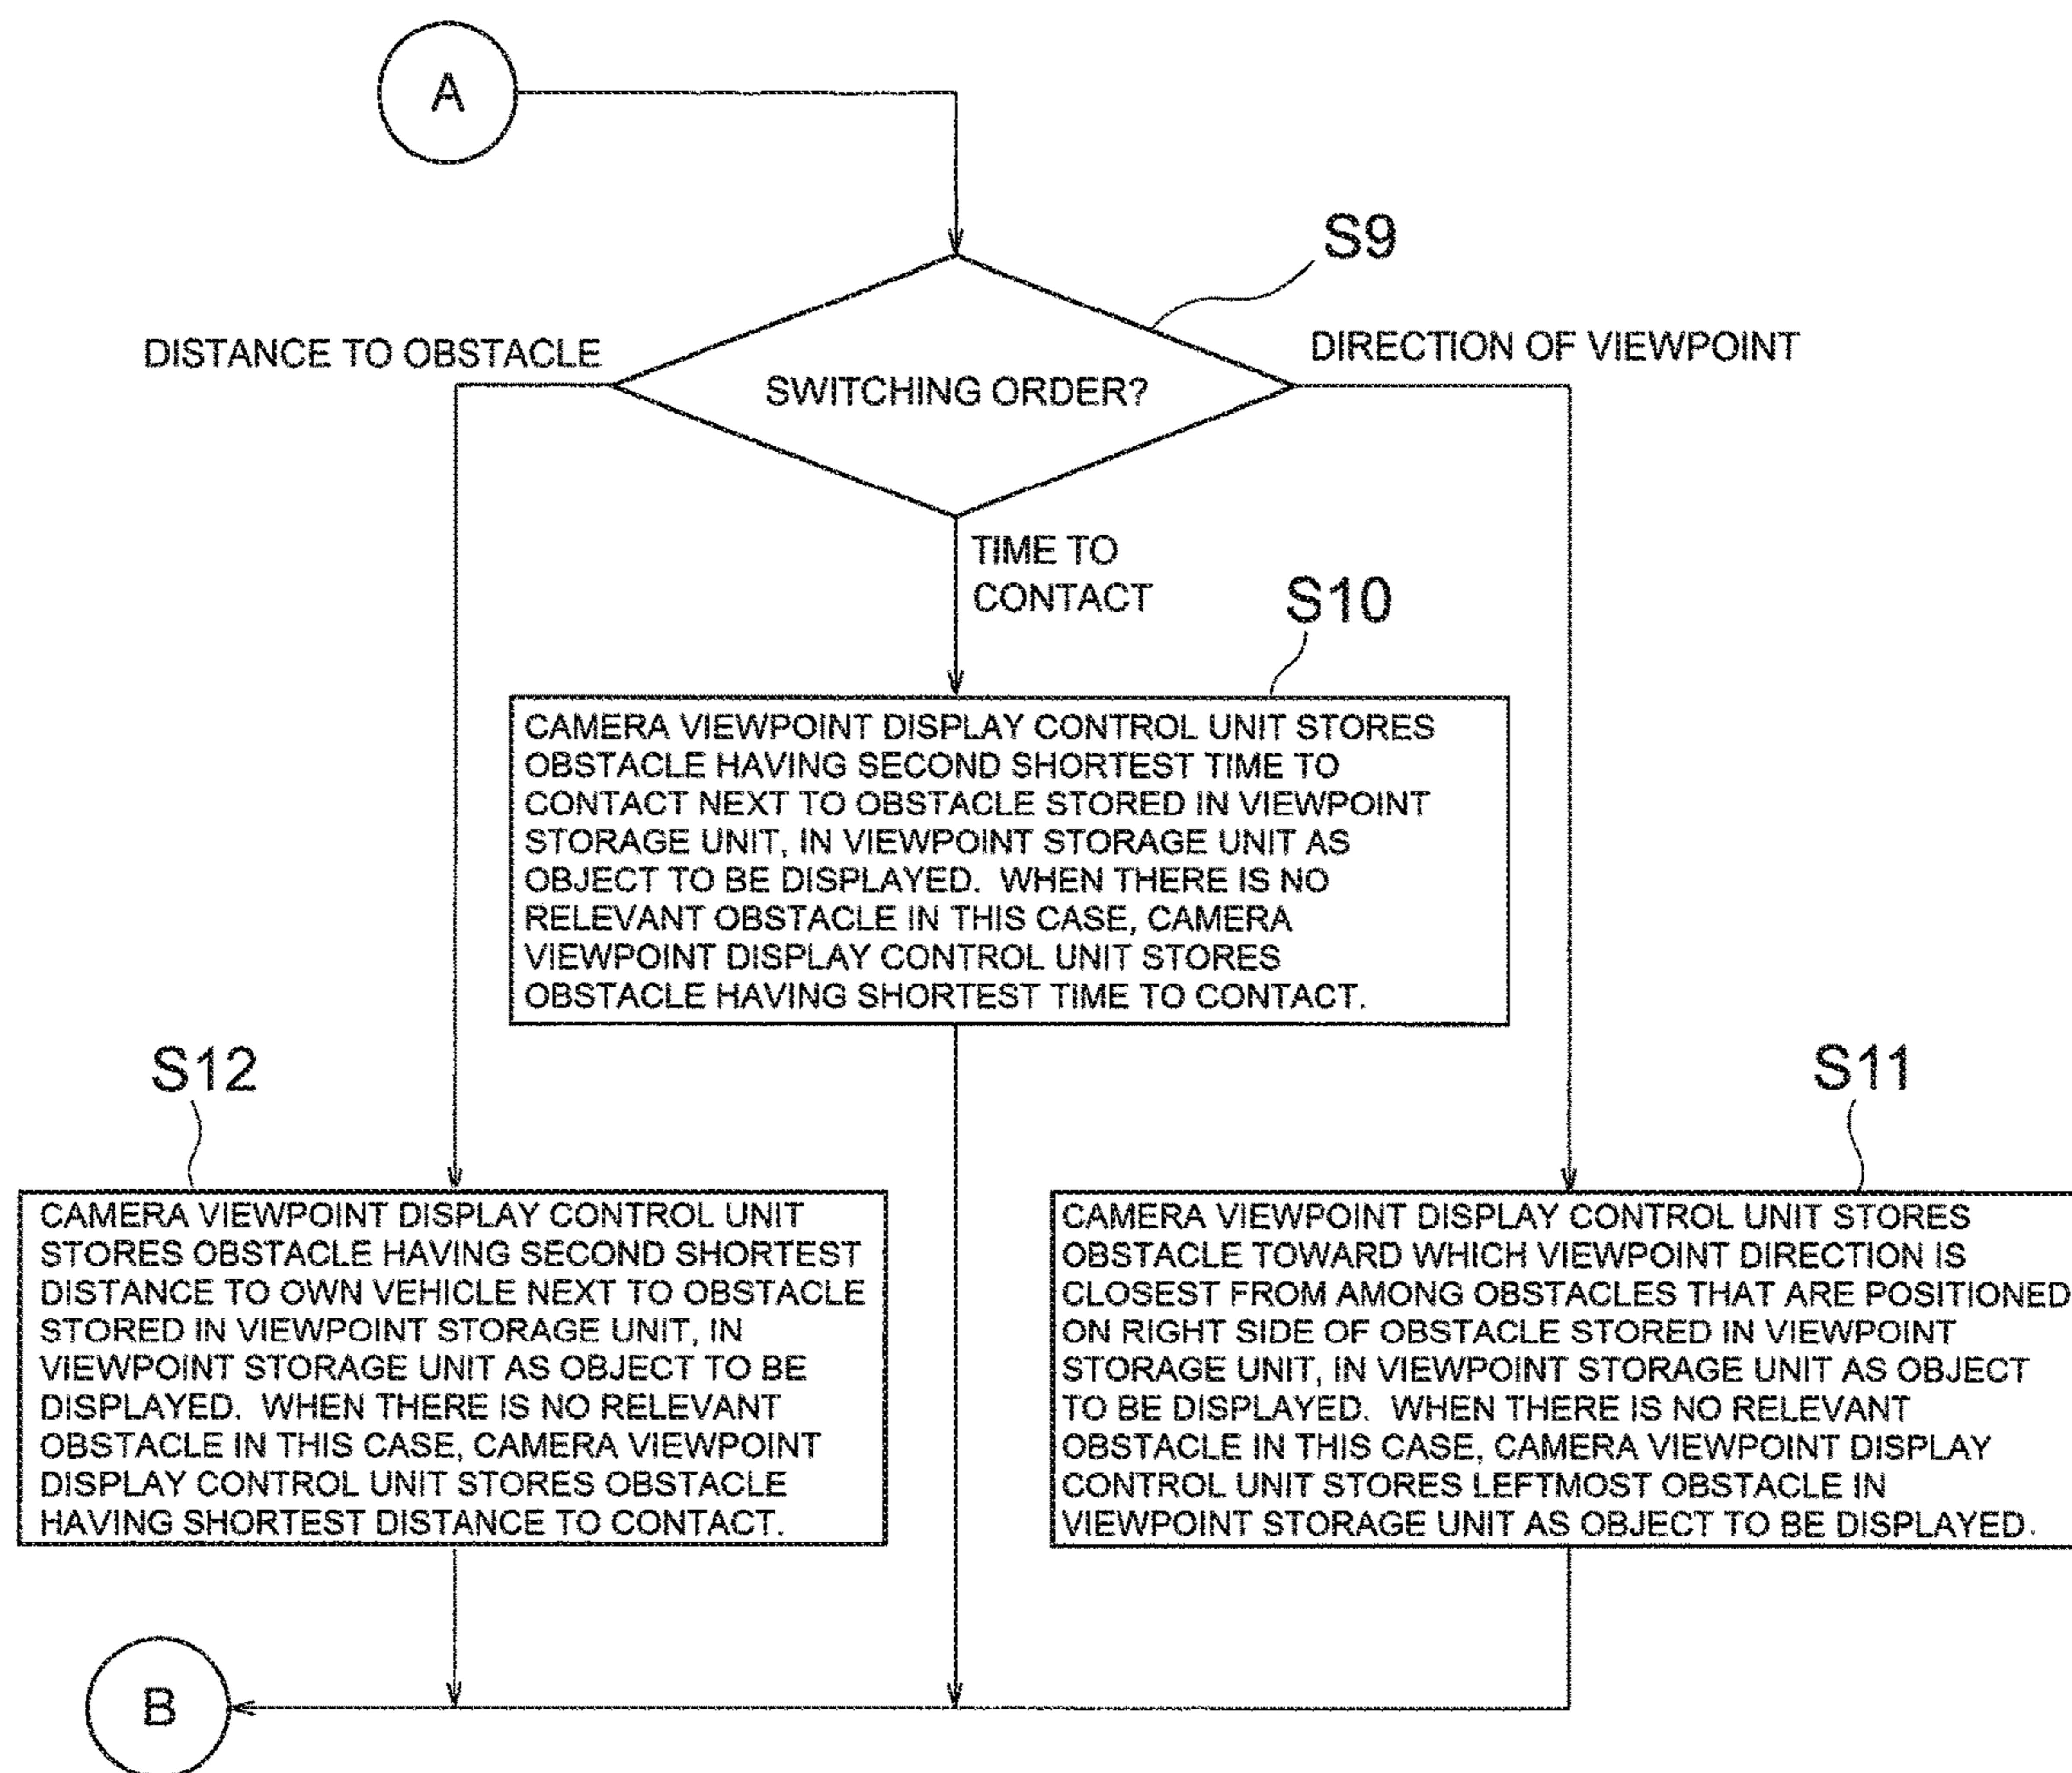 A
S9
DISTANCE TO OBSTACLE
DIRECTION OF VIEWPOINT
SWITCHING ORDER?
TIME TO
CONTACT
S10
CAMERA VIEWPOINT DISPLAY CONTROL UNIT STORES
OBSTACLE HAVING SECOND SHORTEST TIME TO
CONTACT NEXT TO OBSTACLE STORED IN VIEWPOINT
STORAGE UNIT, IN VIEWPOINT STORAGE UNIT AS
OBJECT TO BE DISPLAYED. WHEN THERE IS NO
RELEVANT OBSTACLE IN THIS CASE, CAMERA
VIEWPOINT DISPLAY CONTROL UNIT STORES
OBSTACLE HAVING SHORTEST TIME TO CONTACT.
S12
CAMERA VIEWPOINT DISPLAY CONTROL UNIT
STORES OBSTACLE HAVING SECOND SHORTEST
DISTANCE TO OWN VEHICLE NEXT TO OBSTACLE
STORED IN VIEWPOINT STORAGE UNIT, IN
VIEWPOINT STORAGE UNIT AS OBJECT TO BE
DISPLAYED. WHEN THERE IS NO RELEVANT
OBSTACLE IN THIS CASE, CAMERA VIEWPOINT
DISPLAY CONTROL UNIT STORES OBSTACLE
HAVING SHORTEST DISTANCE TO CONTACT.
S11
CAMERA VIEWPOINT DISPLAY CONTROL UNIT STORES
OBSTACLE TOWARD WHICH VIEWPOINT DIRECTION IS
CLOSEST FROM AMONG OBSTACLES THAT ARE POSITIONED
ON RIGHT SIDE OF OBSTACLE STORED IN VIEWPOINT
STORAGE UNIT, IN VIEWPOINT STORAGE UNIT AS OBJECT
TO BE DISPLAYED. WHEN THERE IS NO RELEVANT
OBSTACLE IN THIS CASE, CAMERA VIEWPOINT DISPLAY
CONTROL UNIT STORES LEFTMOST OBSTACLE IN
VIEWPOINT STORAGE UNIT AS OBJECT TO BE DISPLAYED.
B